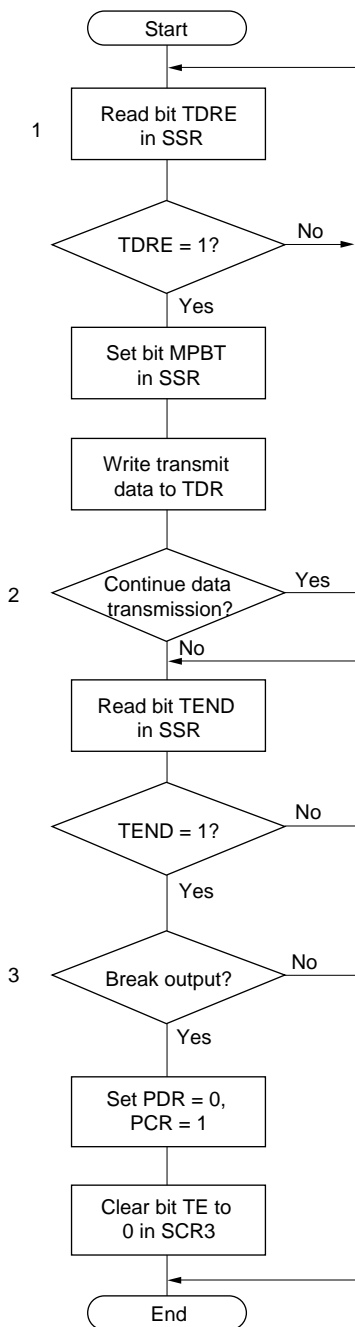 Start
1
Read bit TDRE
in SSR
TDRE = 1?
No
Yes
Set bit MPBT
in SSR
Write transmit
data to TDR
2
Continue data
transmission?
Yes
No
Read bit TEND
in SSR
TEND = 1?
No
Yes
3
Break output?
No
Yes
Set PDR = 0,
PCR = 1
Clear bit TE to
0 in SCR3
End